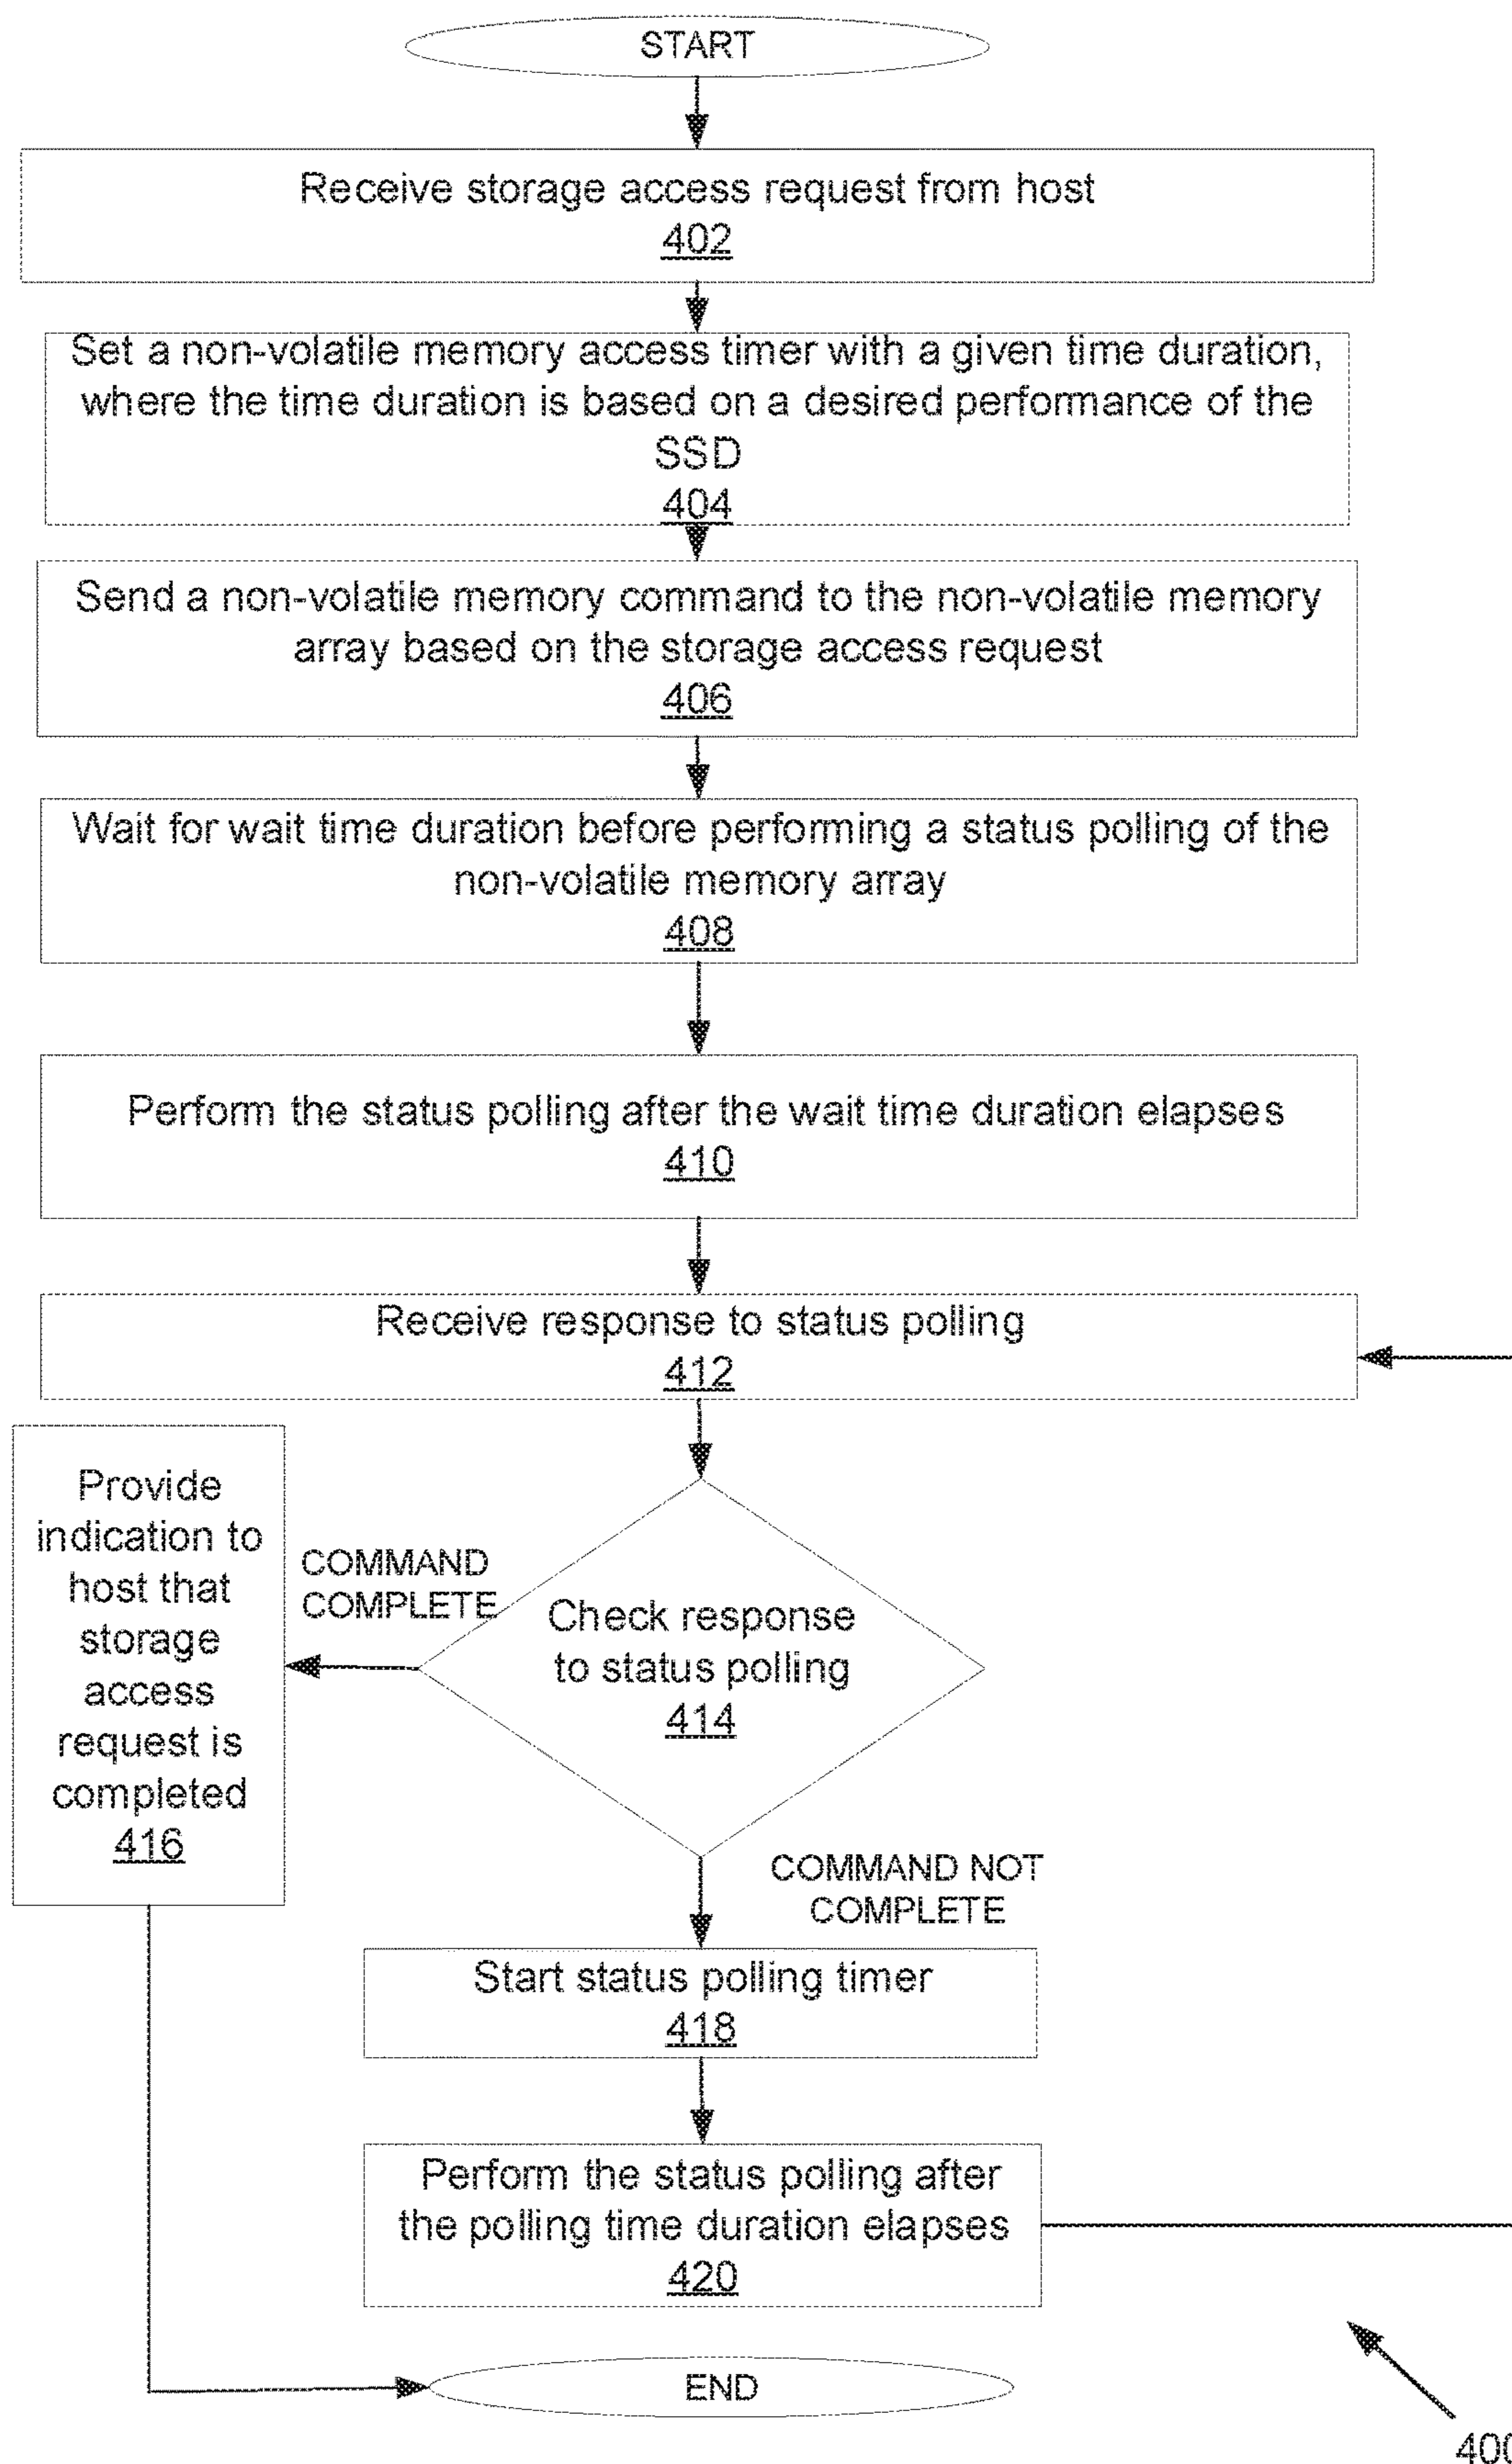 START
Receive storage access request from host
402
Set a non-volatile memory access timer with a given time duration,
where the time duration is based on a desired performance of the
SSD
404
Send a non-volatile memory command to the non-volatile memory
array based on the storage access request
406
Wait for wait time duration before performing a status polling of the
non-volatile memory array
408
Perform the status polling after the wait time duration elapses
410
Receive response to status polling
412
Provide
indication to
host that
storage
access
request is
completed
416
COMMAND
COMPLETE
Check response
to status polling
414
COMMAND NOT
COMPLETE
Start status polling timer
418
Perform the status polling after
the polling time duration elapses
420
END
400